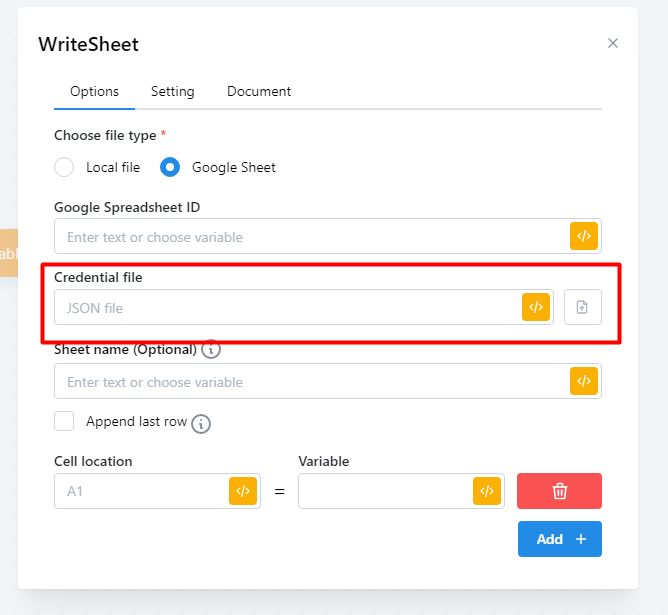 WriteSheet
Options Setting Document
Choose file type *
Local file Google Sheet
Google Spreadsheet ID
Enter text or choose variable
Credential file
JSON file
Sheet name (Optional)
Enter text or choose variable
Append last row
Cell location Variable
A1 =
Add +